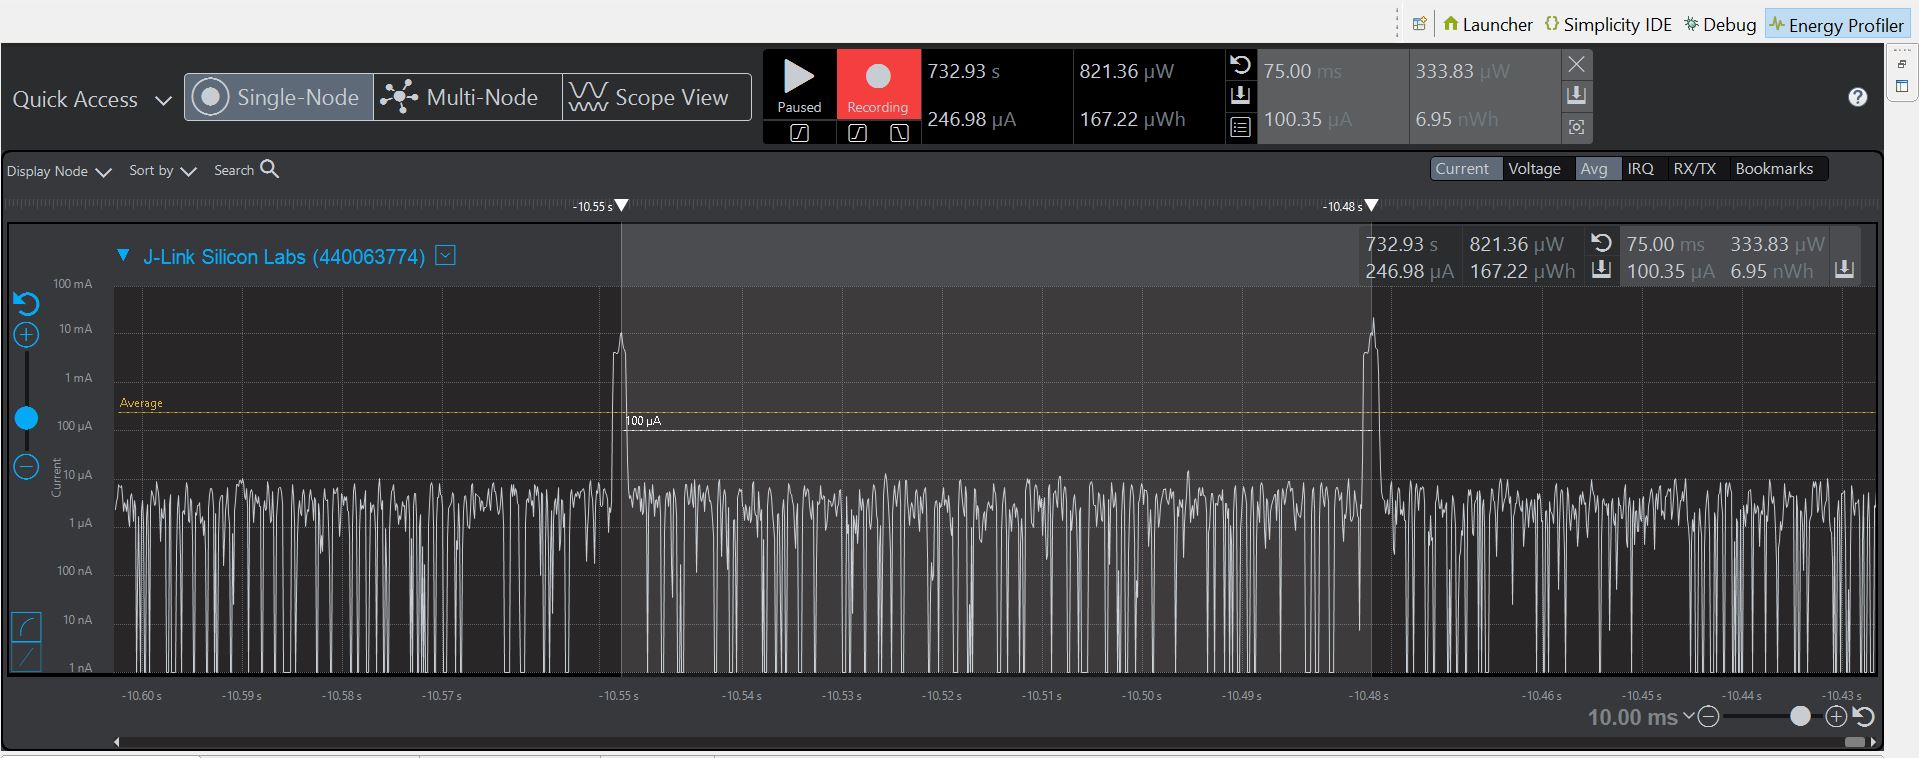 Launcher Simplicity IDE Debug Energy Profiler
Quick Access Single-Node Multi-Node Scope View
Paused Recording
732.93 s 821.36 µW 75.00 ms 333.83 µW
246.98 µA 167.22 µWh 100.35 µA 6.95 nWh
Display Node Sort by Search
Current Voltage Avg IRQ RX/TX Bookmarks
-10.55 s -10.48 s
J-Link Silicon Labs (440063774)
732.93 s 821.36 µW 75.00 ms 333.83 µW
246.98 µA 167.22 µWh 100.35 µA 6.95 nWh
100 mA
10 mA
1 mA
Average
100 µA
100 µA
Current
10 µA
1 µA
100 nA
10 nA
1 nA
-10.60 s -10.59 s -10.58 s -10.57 s -10.55 s -10.54 s -10.53 s -10.52 s -10.51 s -10.50 s -10.49 s -10.48 s -10.46 s -10.45 s -10.44 s -10.43 s
10.00 ms